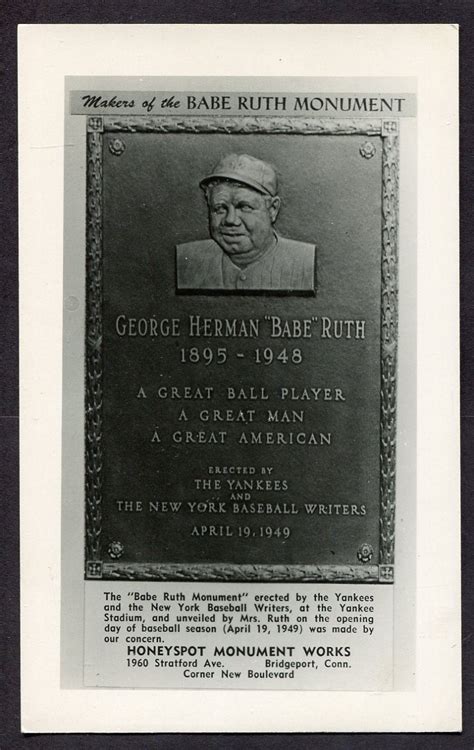 Makers of the BABE RUTH MONUMENT
GEORGE HERMAN "BABE" RUTH
1895 - 1948
A GREAT BALL PLAYER
A GREAT MAN
A GREAT AMERICAN
ERECTED BY
THE YANKEES
AND
THE NEW YORK BASEBALL WRITERS
APRIL 19, 1949
The "Babe Ruth Monument" erected by the Yankees
and the New York Baseball Writers, at the Yankee
Stadium, and unveiled by Mrs. Ruth on the opening
day of baseball season (April 19, 1949) was made by
our concern.
HONEYSPOT MONUMENT WORKS
1960 Stratford Ave. Bridgeport, Conn.
Corner New Boulevard